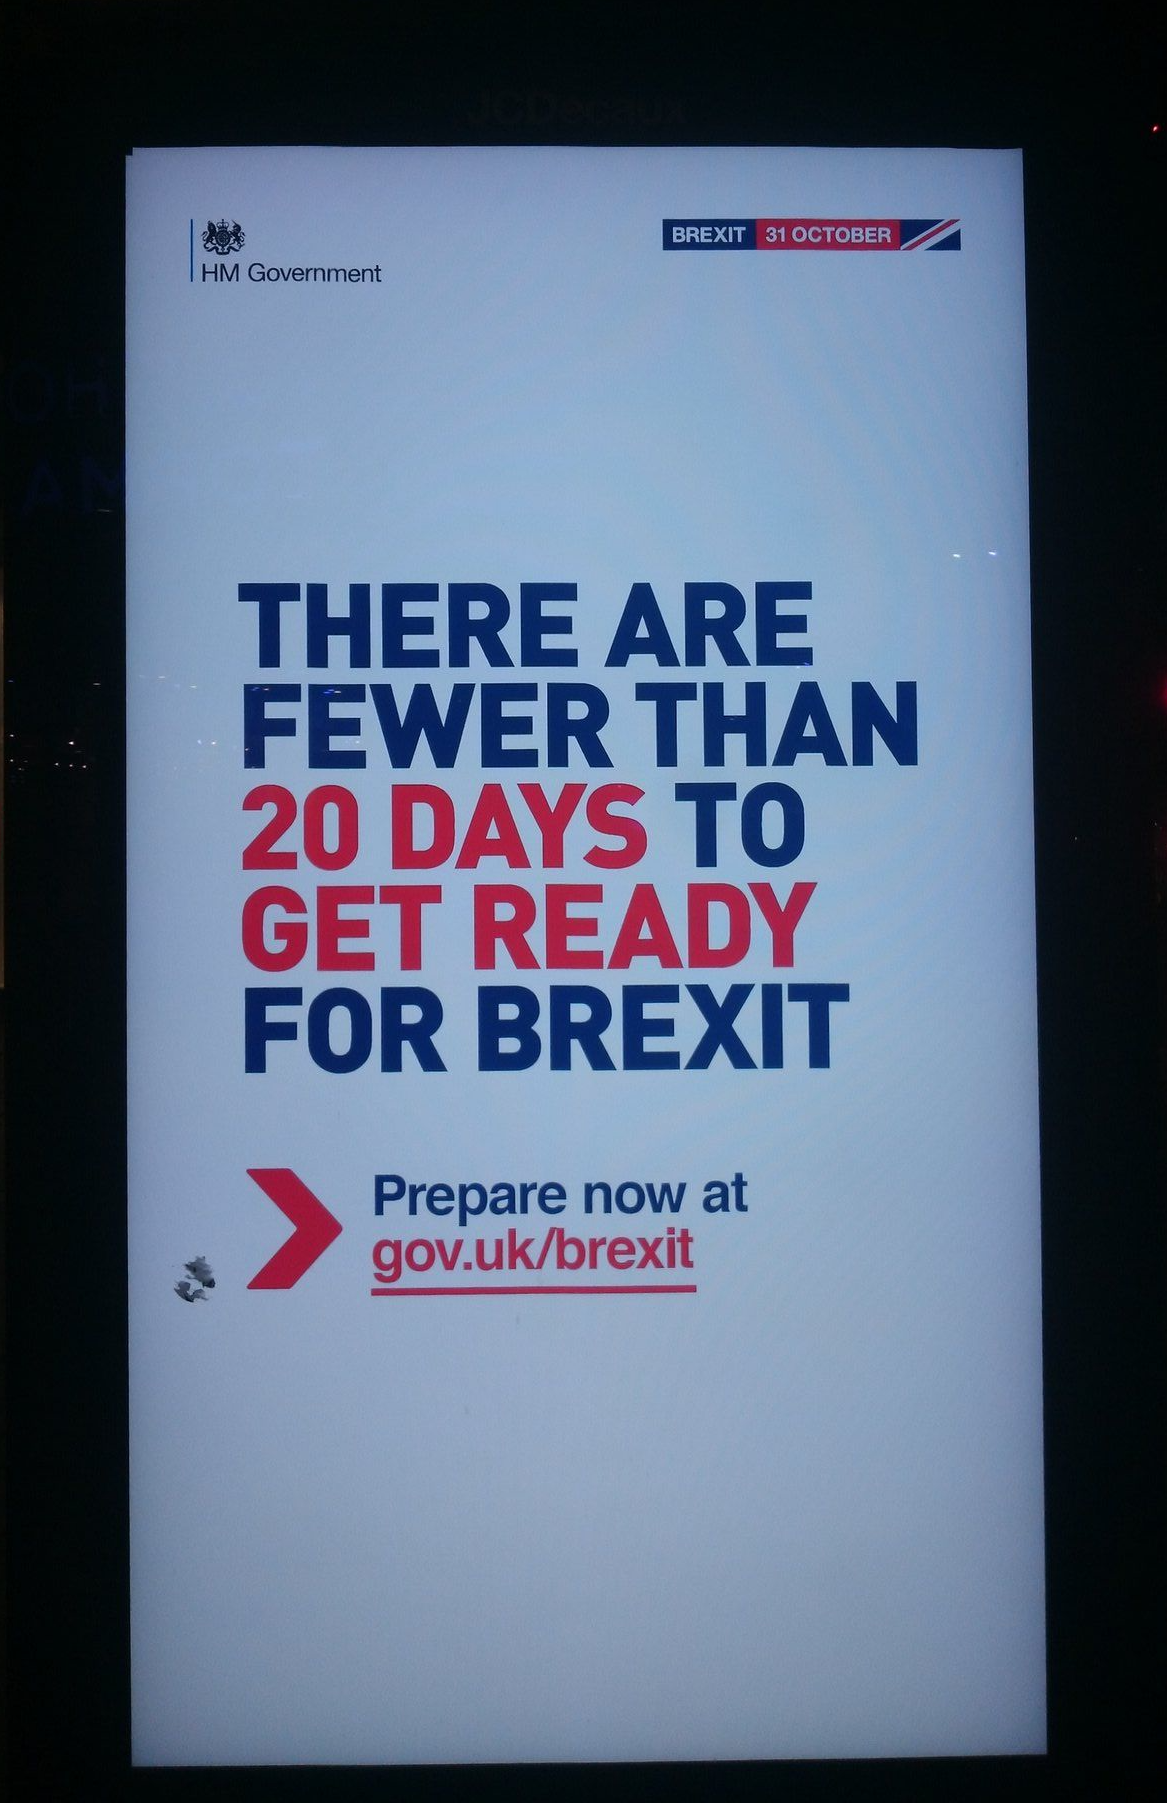 JCDecaux
HM Government
BREXIT 31 OCTOBER
THERE ARE
FEWER THAN
20 DAYS TO
GET READY
FOR BREXIT
Prepare now at
gov.uk/brexit